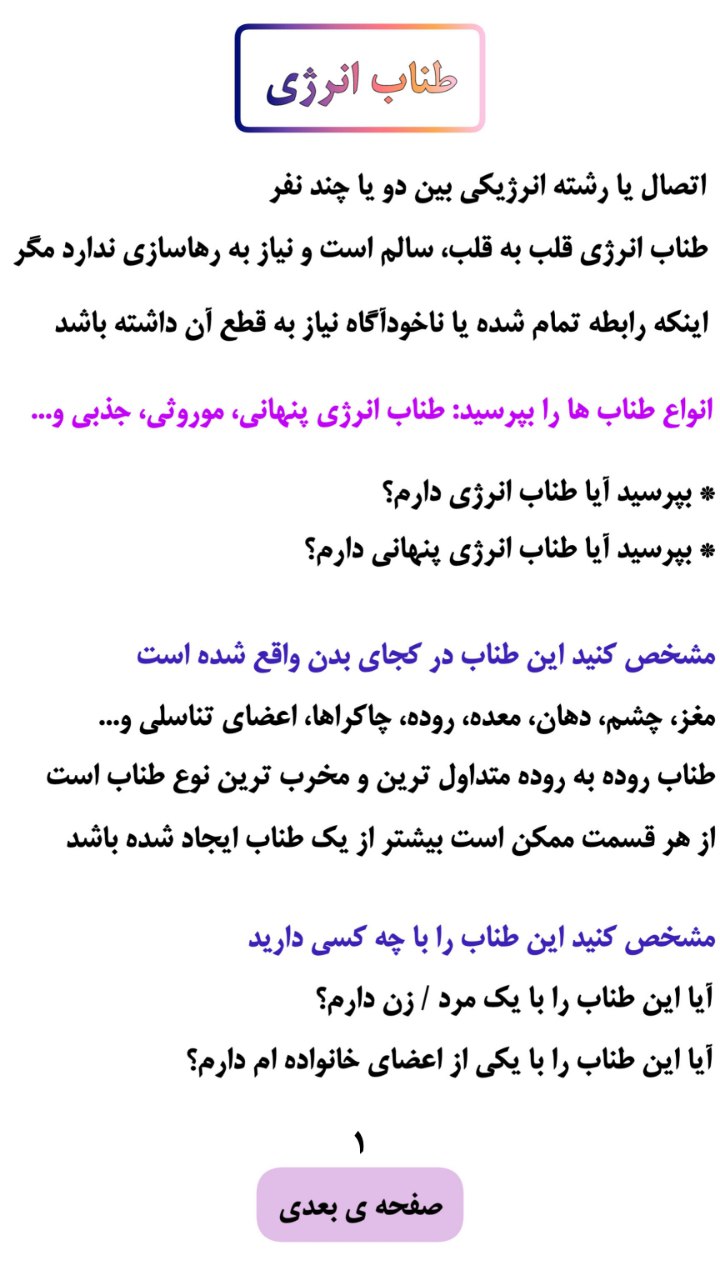 طناب انرژی
اتصال یا رشته انرژیکی بین دو یا چند نفر
طناب انرژی قلب به قلب، سالم است و نیاز به رهاسازی ندارد مگر
اینکه رابطه تمام شده یا ناخودآگاه نیاز به قطع آن داشته باشد
انواع طناب ها را بپرسید: طناب انرژی پنهانی، موروثی، جذبی و...
* بپرسید آیا طناب انرژی دارم؟
* بپرسید آیا طناب انرژی پنهانی دارم؟
مشخص کنید این طناب در کجای بدن واقع شده است
مغز، چشم، دهان، معده، روده، چاکراها، اعضای تناسلی و...
طناب روده به روده متداول ترین و مخرب ترین نوع طناب است
از هر قسمت ممکن است بیشتر از یک طناب ایجاد شده باشد
مشخص کنید این طناب را با چه کسی دارید
آیا این طناب را با یک مرد / زن دارم؟
آیا این طناب را با یکی از اعضای خانواده ام دارم؟
۱
صفحه ی بعدی